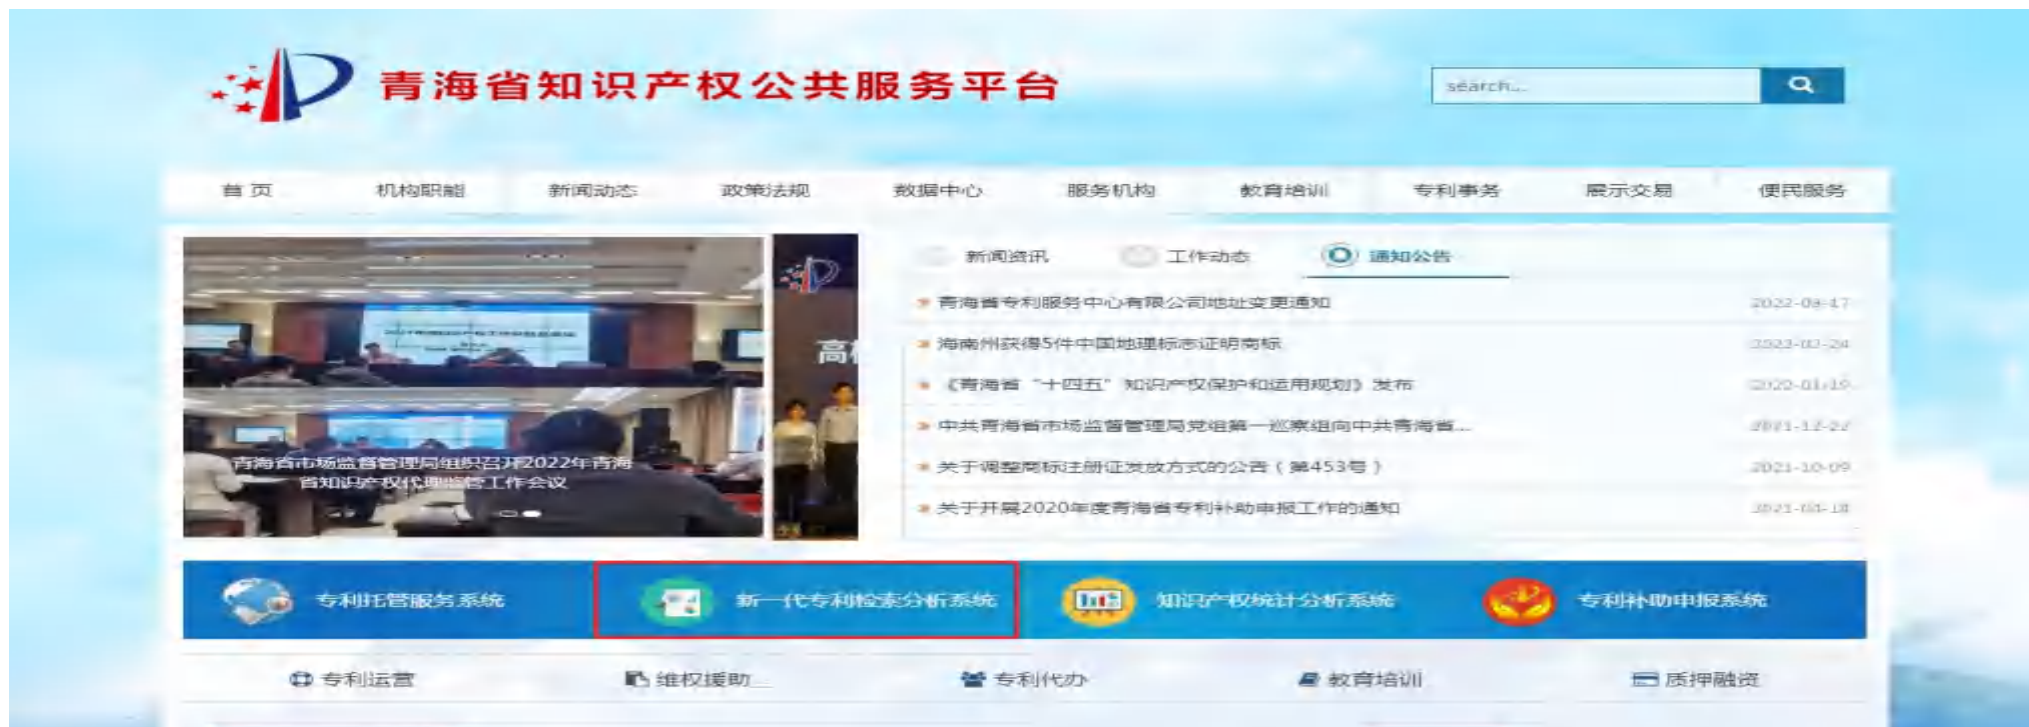 青海省知识产权公共服务平台
search...
首页 机构职能 新闻动态 政策法规 数据中心 服务机构 教育培训 专利事务 展示交易 便民服务
新闻资讯 工作动态 通知公告
青海省专利服务中心有限公司地址变更通知
海南州获得5件中国地理标志证明商标 2022-02-24
《青海省“十四五”知识产权保护和运用规划》发布 2022-01-19
中共青海省市场监督管理局党组第一巡察组向中共青海省... 2021-12-22
关于调整商标注册证发放方式的公告（第453号） 2021-10-09
关于开展2020年度青海省专利补助申报工作的通知
高
青海省市场监督管理局组织召开2022年青海
省知识产权代理监管工作会议
专利托管服务系统 新一代专利检索分析系统 知识产权统计分析系统 专利补助申报系统
专利运营 维权援助 专利代办 教育培训 质押融资